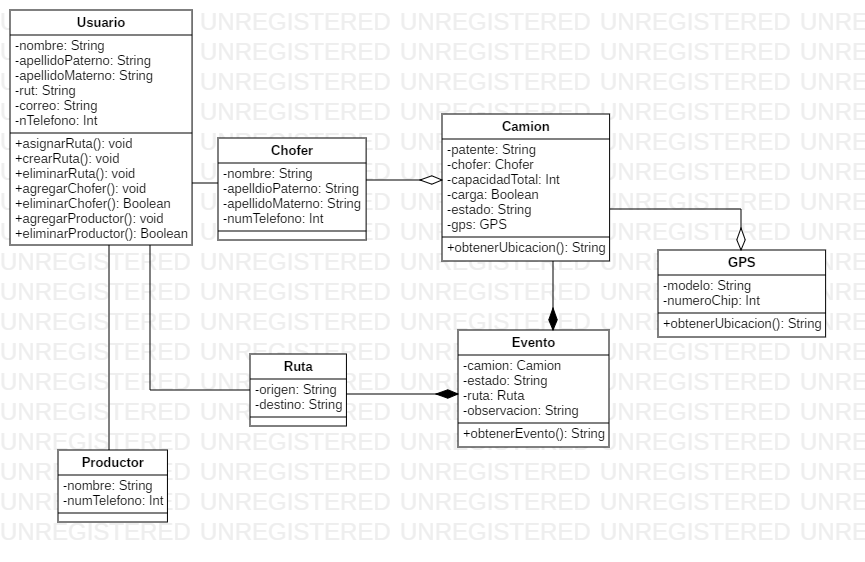 Usuario
-nombre: String
-apellidoPaterno: String
-apellidoMaterno: String
-rut: String
-correo: String
-nTelefono: Int
+asignarRuta(): void
+crearRuta(): void
+eliminarRuta(): void
+agregarChofer(): void
+eliminarChofer(): Boolean
+agregarProductor(): void
+eliminarProductor(): Boolean
Chofer
-nombre: String
-apelldioPaterno: String
-apellidoMaterno: String
-numTelefono: Int
Camion
-patente: String
-chofer: Chofer
-capacidadTotal: Int
-carga: Boolean
-estado: String
-gps: GPS
+obtenerUbicacion(): String
GPS
-modelo: String
-numeroChip: Int
+obtenerUbicacion(): String
Evento
-camion: Camion
-estado: String
-ruta: Ruta
-observacion: String
+obtenerEvento(): String
Ruta
-origen: String
-destino: String
Productor
-nombre: String
-numTelefono: Int
UNREGISTERED